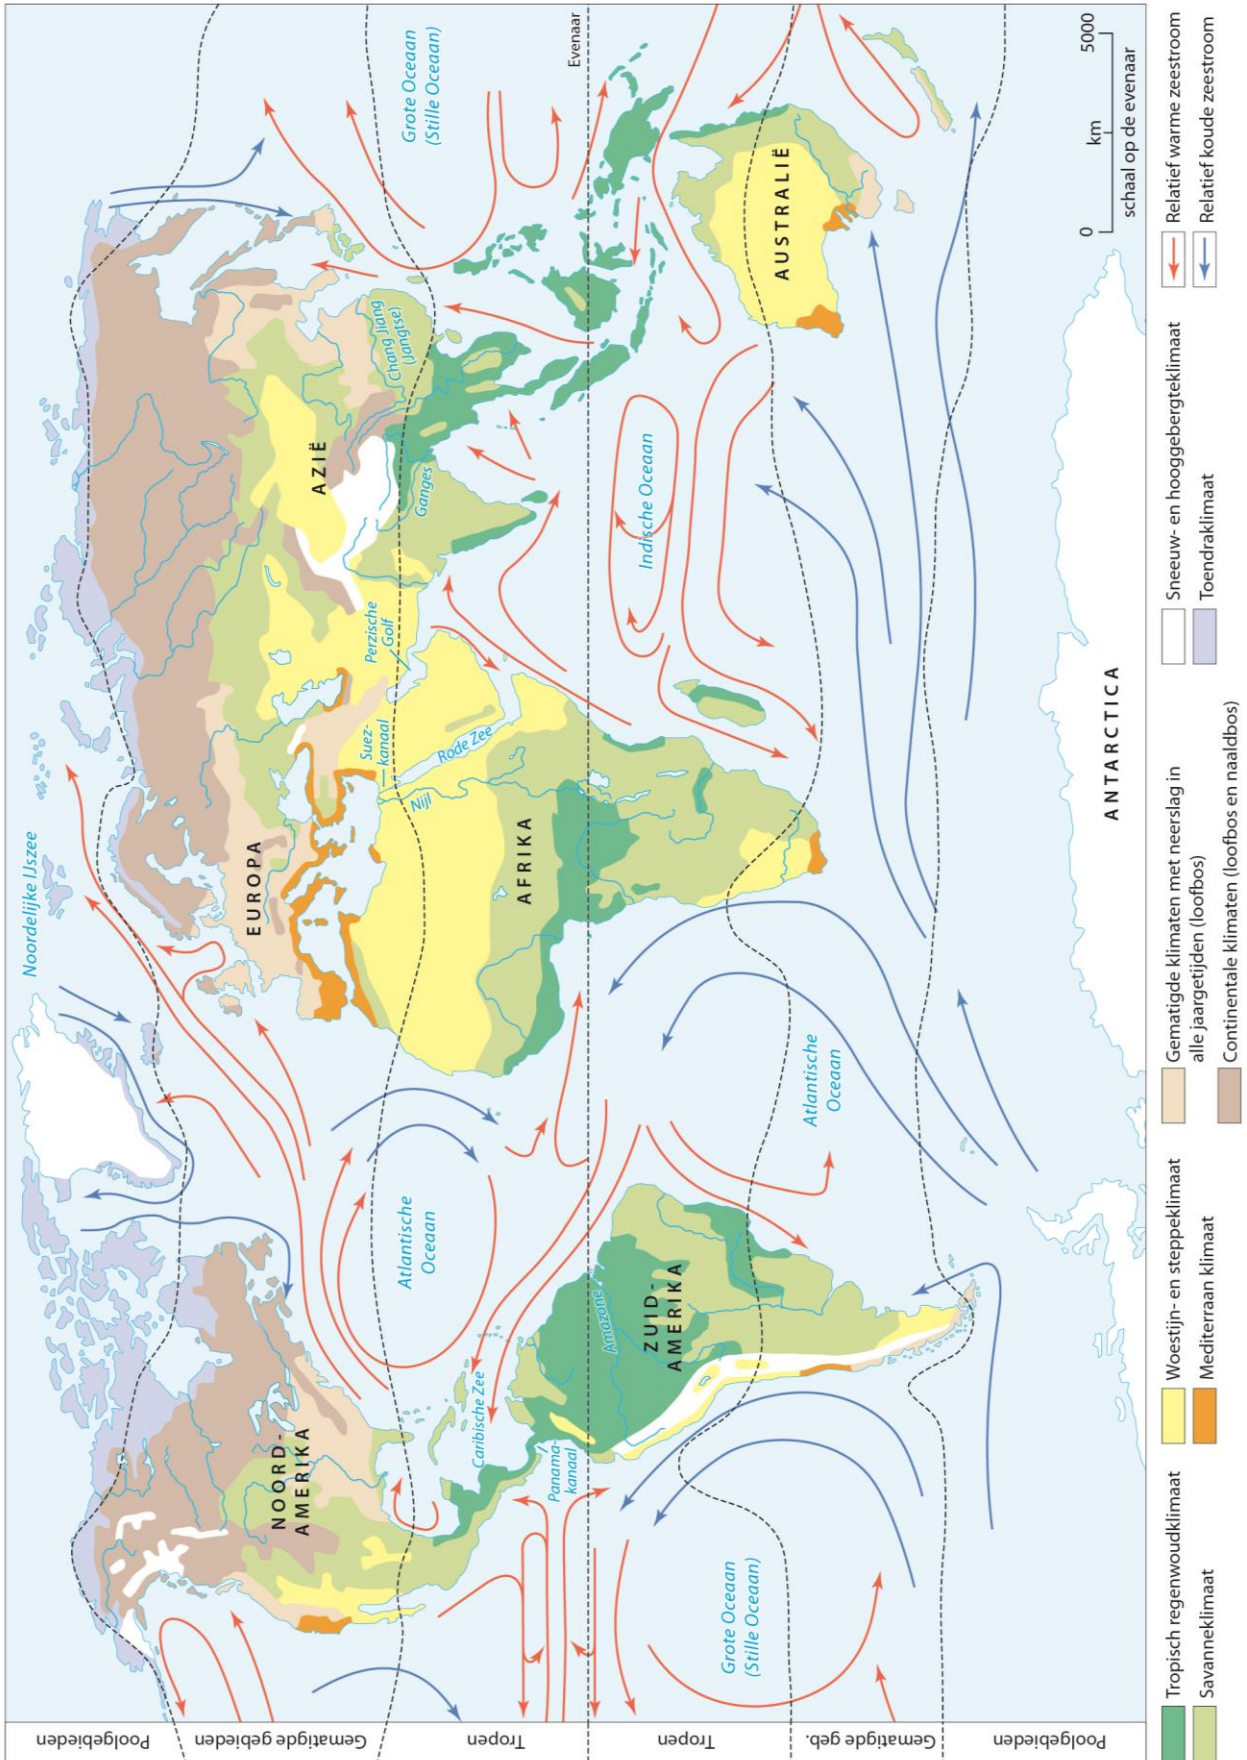 Noordelijke IJszee
Grote Oceaan
(Stille Oceaan)
NOORD-
AMERIKA
EUROPA
AZIË
Atlantische
Oceaan
Suez-
kanaal
Perzische
Golf
Chang Jiang
(Jangtse)
Ganges
Nijl
Rode Zee
Caribische Zee
Panama-
kanaal
AFRIKA
Evenaar
Amazone
ZUID-
AMERIKA
Indische Oceaan
Grote Oceaan
(Stille Oceaan)
Atlantische
Oceaan
AUSTRALIË
ANTARCTICA
0
km
5000
schaal op de evenaar
Poolgebieden
Gematigde gebieden
Tropen
Tropen
Gematigde geb.
Poolgebieden
Tropisch regenwoudklimaat
Savanneklimaat
Woestijn- en steppeklimaat
Mediterraan klimaat
Gematigde klimaten met neerslag in
alle jaargetijden (loofbos)
Continentale klimaten (loofbos en naaldbos)
Sneeuw- en hooggebergteklimaat
Toendraklimaat
Relatief warme zeestroom
Relatief koude zeestroom